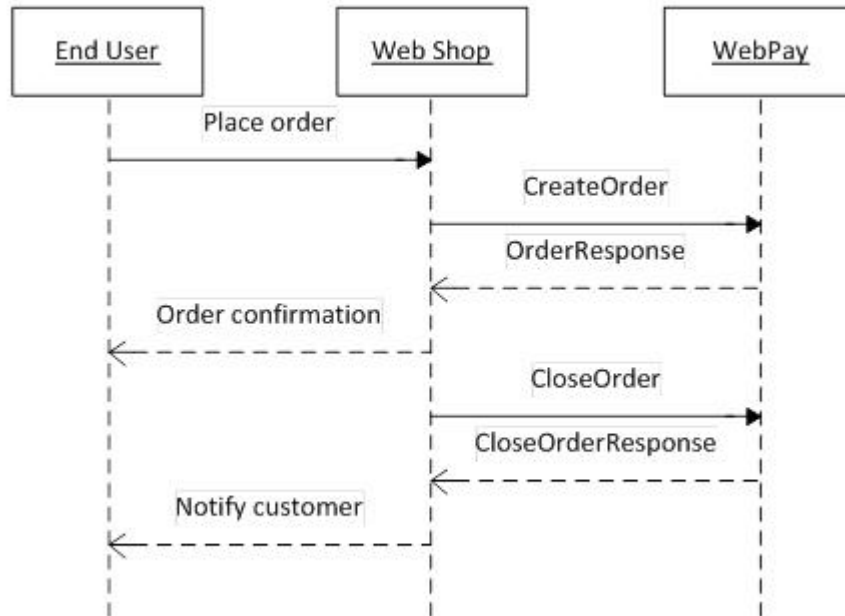 End User
Web Shop
WebPay
Place order
CreateOrder
OrderResponse
Order confirmation
CloseOrder
CloseOrderResponse
Notify customer